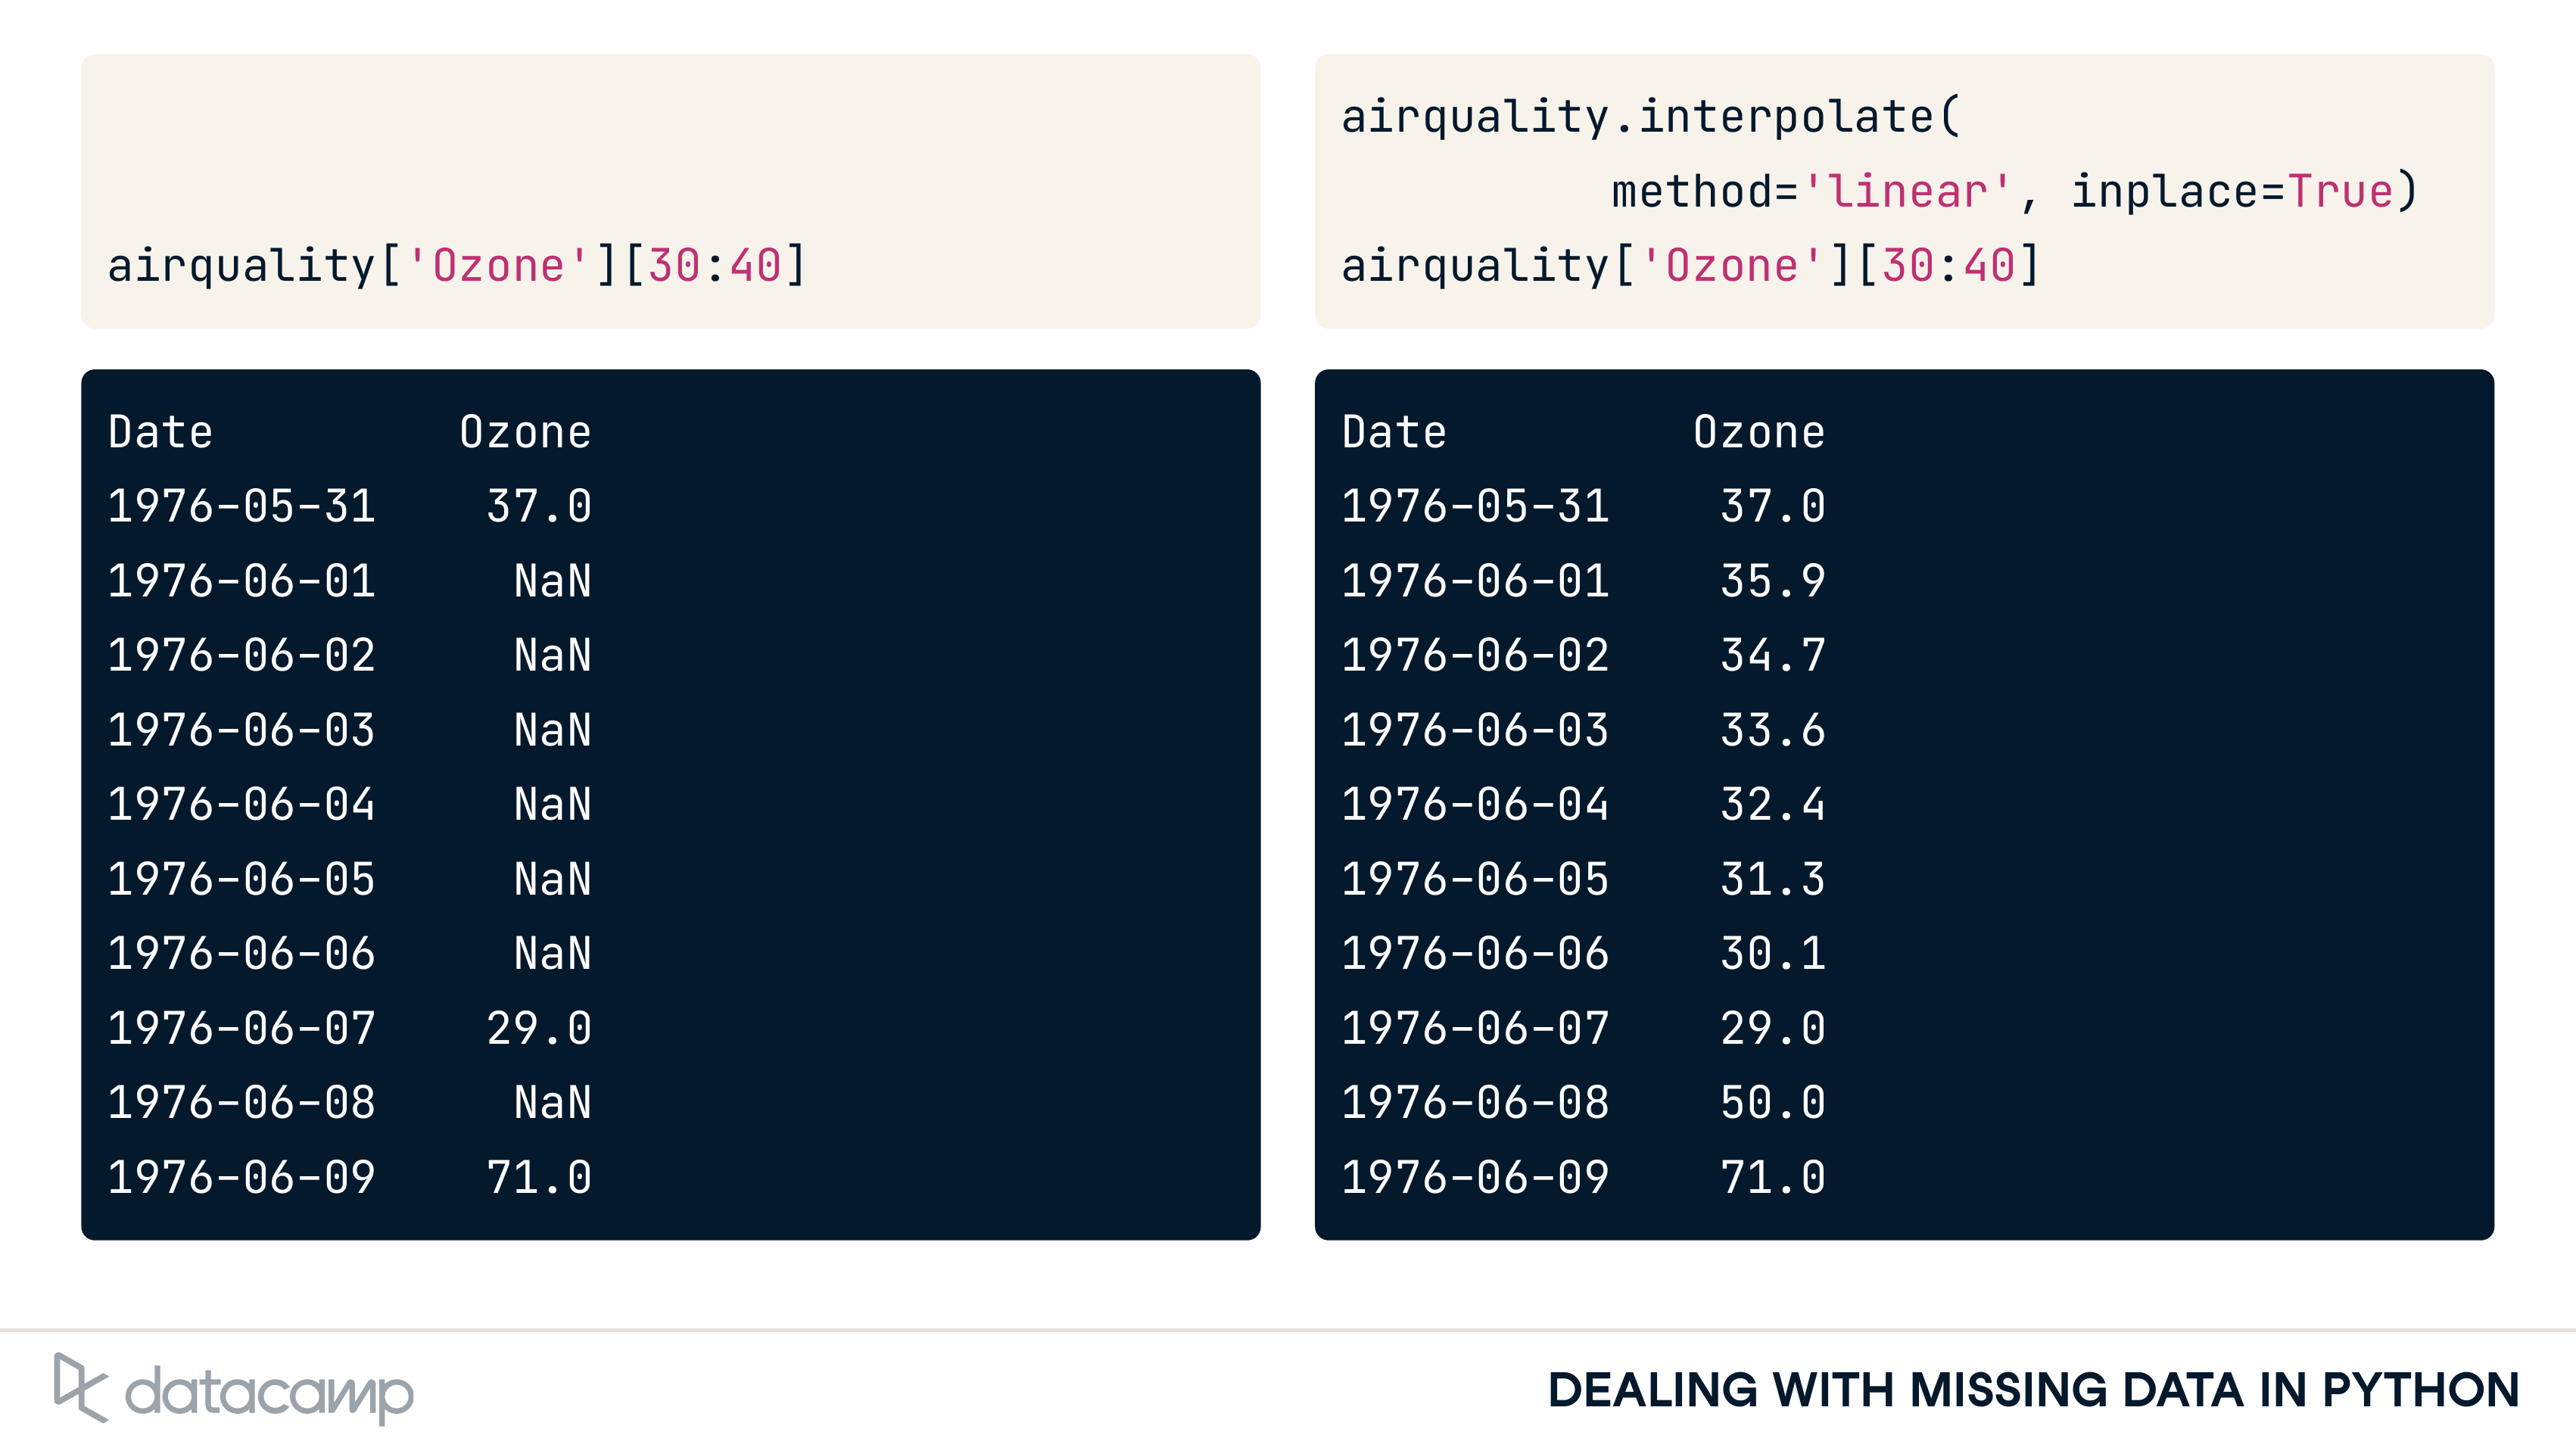 airquality['Ozone'][30:40]
Date         Ozone
1976-05-31    37.0
1976-06-01     NaN
1976-06-02     NaN
1976-06-03     NaN
1976-06-04     NaN
1976-06-05     NaN
1976-06-06     NaN
1976-06-07    29.0
1976-06-08     NaN
1976-06-09    71.0
airquality.interpolate(
          method='linear', inplace=True)
airquality['Ozone'][30:40]
Date         Ozone
1976-05-31    37.0
1976-06-01    35.9
1976-06-02    34.7
1976-06-03    33.6
1976-06-04    32.4
1976-06-05    31.3
1976-06-06    30.1
1976-06-07    29.0
1976-06-08    50.0
1976-06-09    71.0
datacamp
DEALING WITH MISSING DATA IN PYTHON